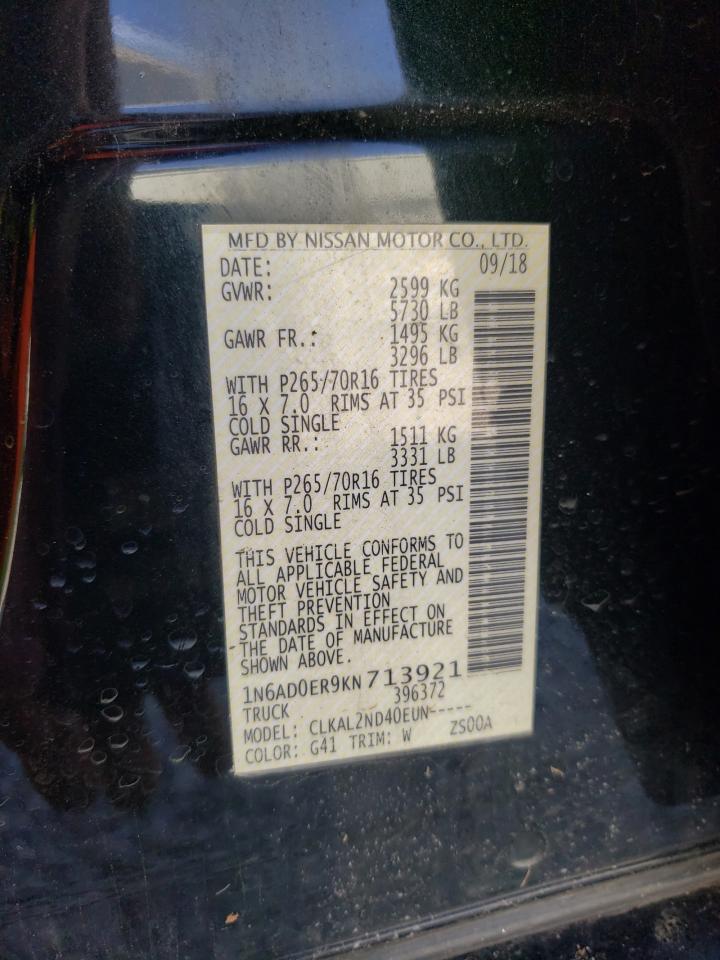 MFD BY NISSAN MOTOR CO., LTD.
DATE: 09/18
GVWR: 2599 KG
5730 LB
GAWR FR.: 1495 KG
3296 LB
WITH P265/70R16 TIRES
16 X 7.0 RIMS AT 35 PSI
COLD SINGLE
GAWR RR.: 1511 KG
3331 LB
WITH P265/70R16 TIRES
16 X 7.0 RIMS AT 35 PSI
COLD SINGLE
THIS VEHICLE CONFORMS TO
ALL APPLICABLE FEDERAL
MOTOR VEHICLE SAFETY AND
THEFT PREVENTION
STANDARDS IN EFFECT ON
THE DATE OF MANUFACTURE
SHOWN ABOVE.
1N6AD0ER9KN713921
TRUCK 396372
MODEL: CLKAL2ND40EUN-----
COLOR: G41 TRIM: W ZS00A